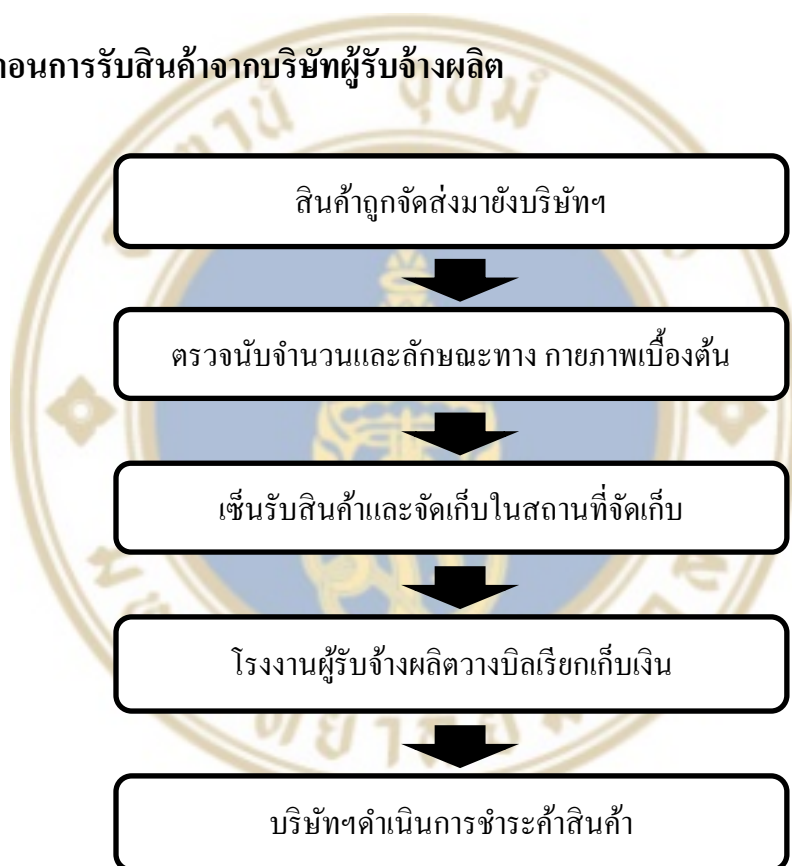 ตอนการรับสินค้าจากบริษัทผู้รับจ้างผลิต
สินค้าถูกจัดส่งมายังบริษัทฯ
ตรวจนับจำนวนและลักษณะทาง กายภาพเบื้องต้น
เซ็นรับสินค้าและจัดเก็บในสถานที่จัดเก็บ
โรงงานผู้รับจ้างผลิตวางบิลเรียกเก็บเงิน
บริษัทฯดำเนินการชำระค้าสินค้า